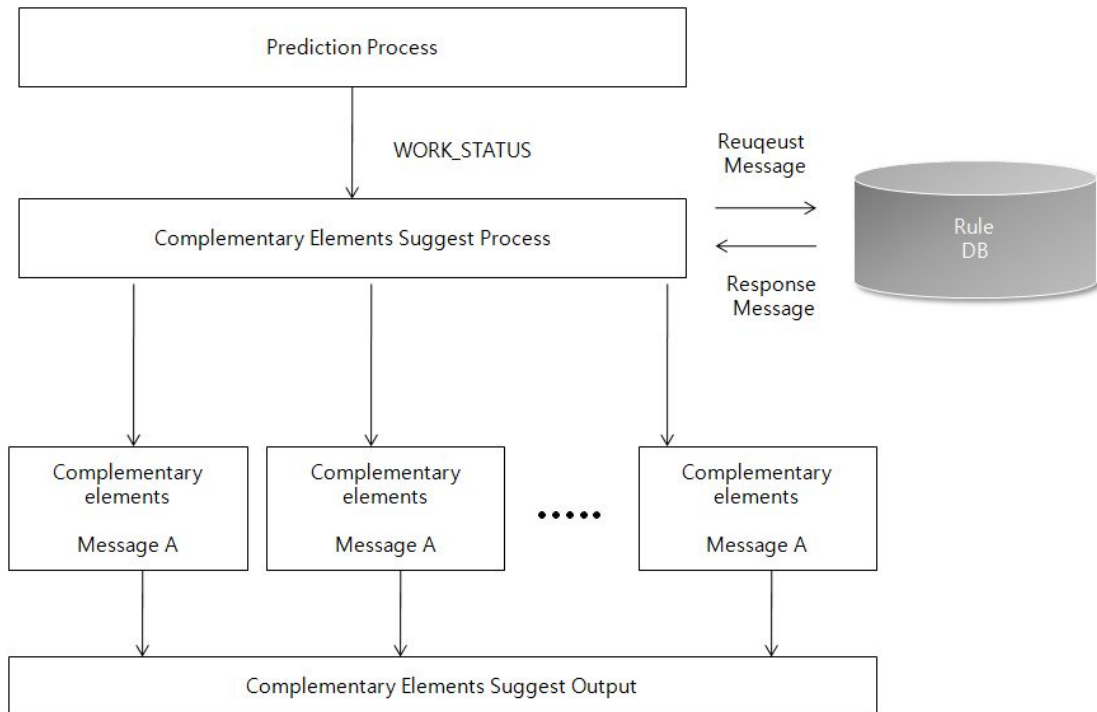 Prediction Process
WORK_STATUS
Reuqeust
Message
Complementary Elements Suggest Process
Rule
DB
Response
Message
Complementary
elements
Message A
Complementary
elements
Message A
Complementary
elements
Message A
Complementary Elements Suggest Output